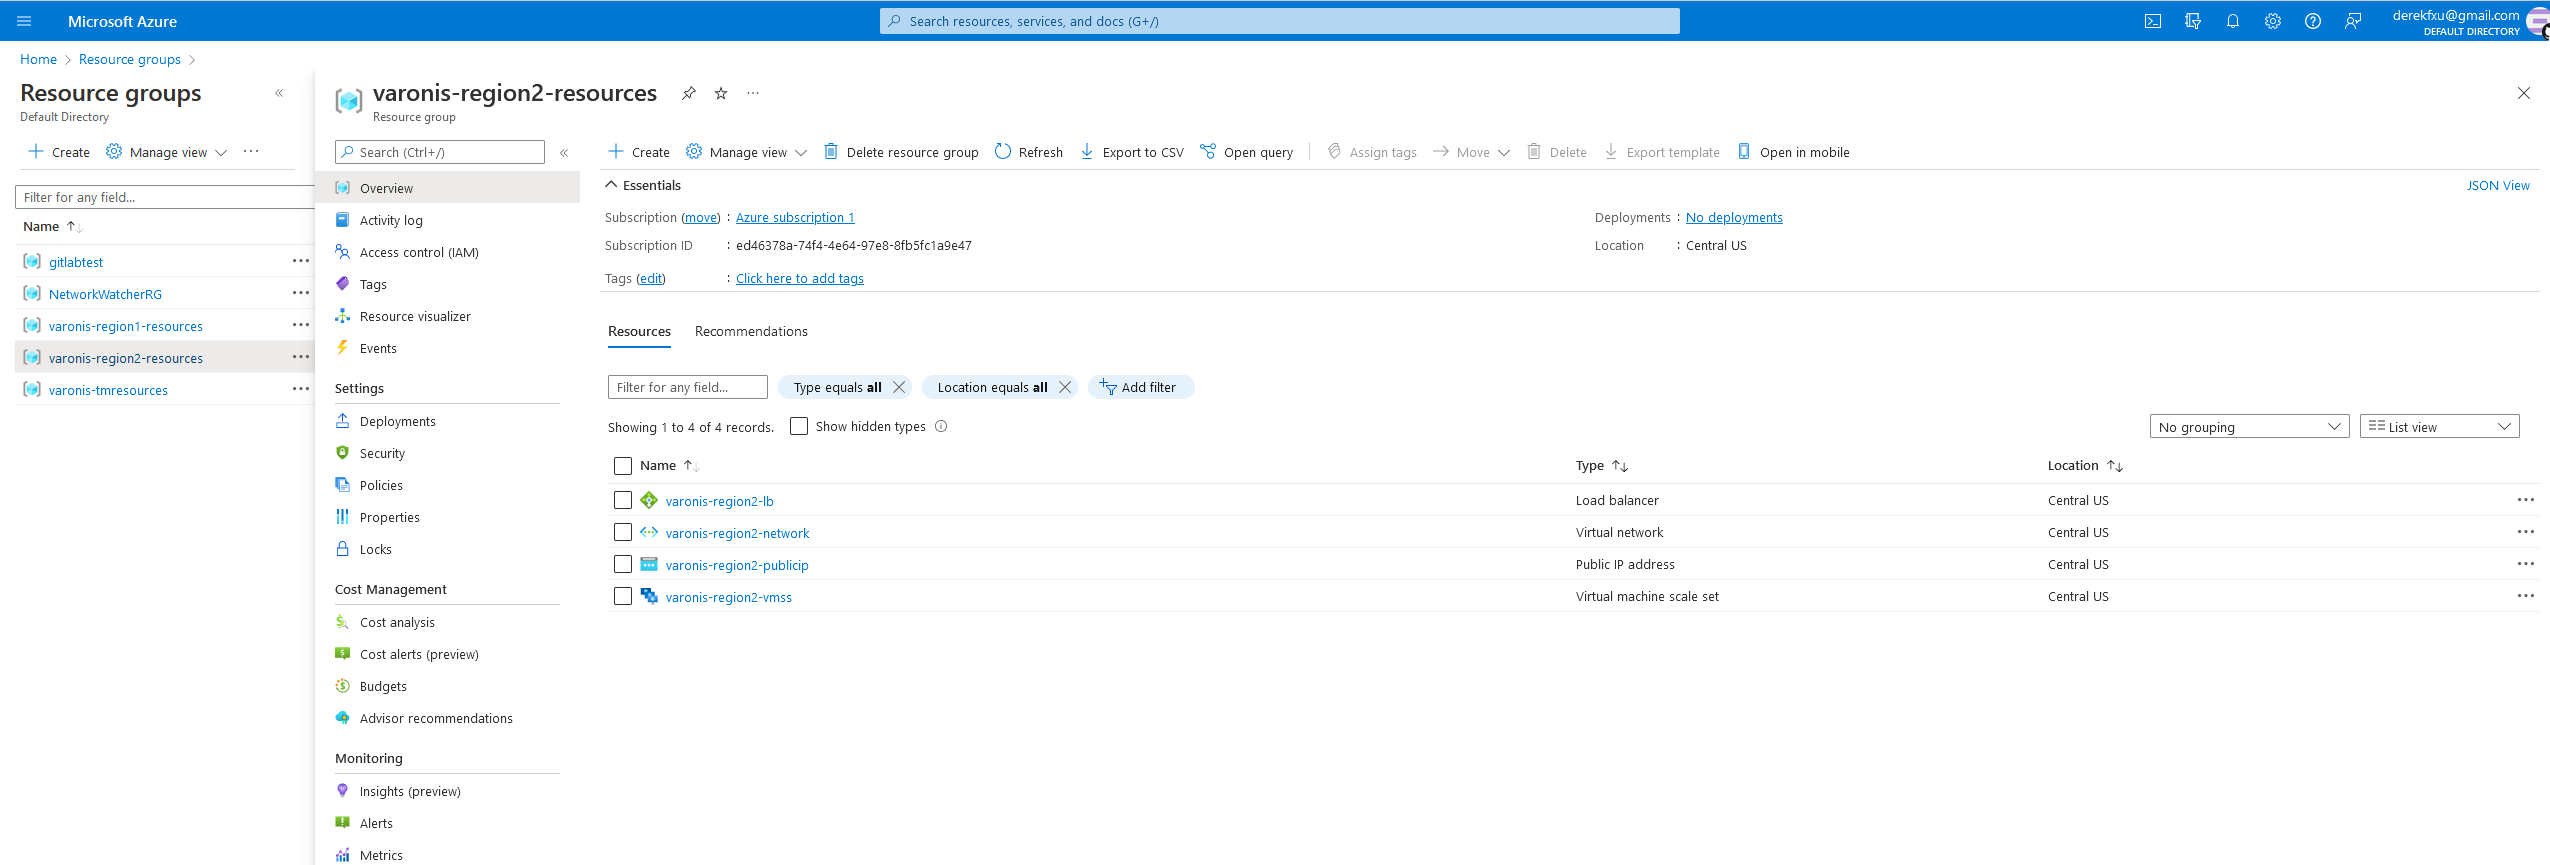 Microsoft Azure
Search resources, services, and docs (G+/)
derekfxu@gmail.com
DEFAULT DIRECTORY
Home
Resource groups
Resource groups
Default Directory
Create
Manage view
Filter for any field...
Name
gitlabtest
NetworkWatcherRG
varonis-region1-resources
varonis-region2-resources
varonis-tmresources
varonis-region2-resources
Resource group
Search (Ctrl+/)
Overview
Activity log
Access control (IAM)
Tags
Resource visualizer
Events
Settings
Deployments
Security
Policies
Properties
Locks
Cost Management
Cost analysis
Cost alerts (preview)
Budgets
Advisor recommendations
Monitoring
Insights (preview)
Alerts
Metrics
Create Manage view Delete resource group Refresh Export to CSV Open query Assign tags Move Delete Export template Open in mobile
Essentials
JSON View
Subscription (move) : Azure subscription 1
Subscription ID : ed46378a-74f4-4e64-97e8-8fb5fc1a9e47
Tags (edit) : Click here to add tags
Deployments : No deployments
Location : Central US
Resources Recommendations
Filter for any field... Type equals all Location equals all Add filter
Showing 1 to 4 of 4 records. Show hidden types
No grouping List view
Name Type Location
varonis-region2-lb Load balancer Central US
varonis-region2-network Virtual network Central US
varonis-region2-publicip Public IP address Central US
varonis-region2-vmss Virtual machine scale set Central US